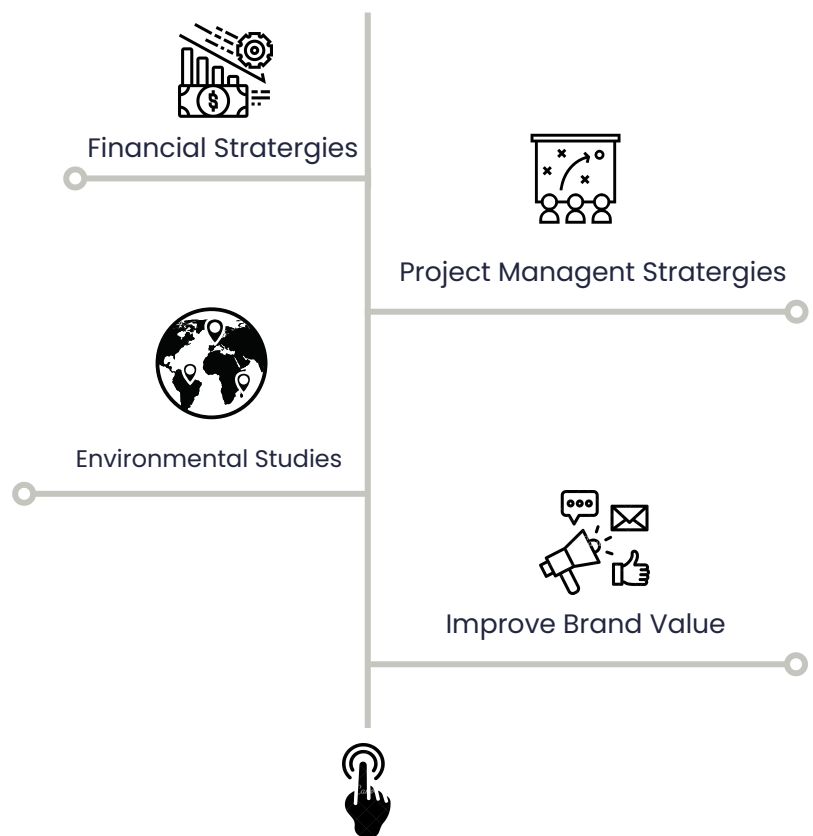 Financial Stratergies
Project Managent Stratergies
Environmental Studies
Improve Brand Value